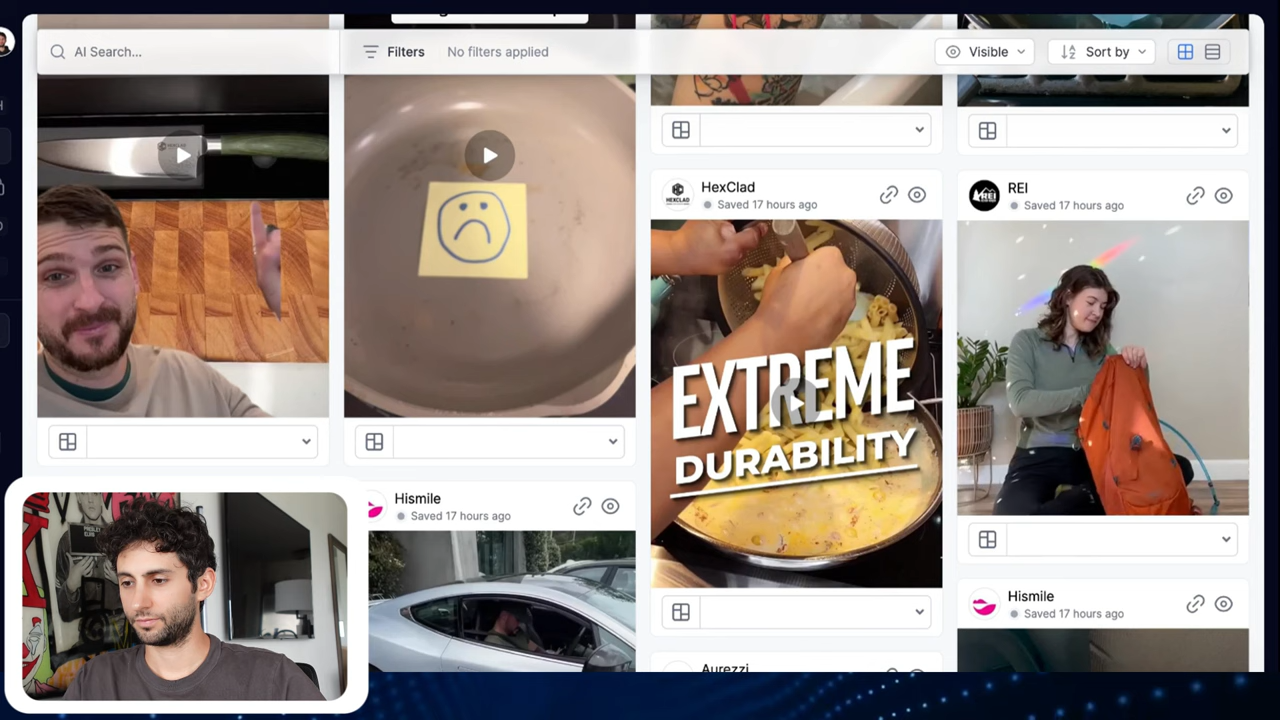 AI Search...
Filters
No filters applied
Visible
Sort by
HexClad
Saved 17 hours ago
REI
Saved 17 hours ago
EXTREME
DURABILITY
Hismile
Saved 17 hours ago
Hismile
Saved 17 hours ago
Aurezzi